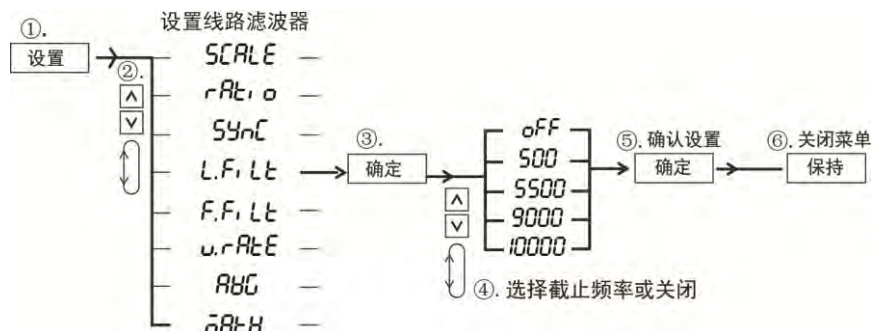 设置线路滤波器
①.
设置
②.
SCALE
rAtio
SYnC
L.FiLt
F.FiLt
u.rAtE
AVG
mAtH
③.
确定
oFF
500
5500
9000
10000
④. 选择截止频率或关闭
⑤. 确认设置
确定
⑥. 关闭菜单
保持